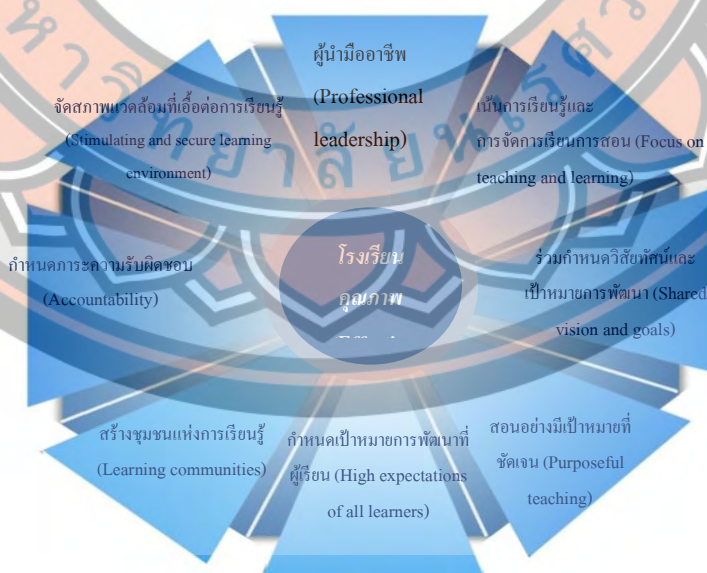 ผู้นำมืออาชีพ
(Professional
leadership)
เน้นการเรียนรู้และ
การจัดการเรียนการสอน (Focus on
teaching and learning)
ร่วมกำหนดวิสัยทัศน์และ
เป้าหมายการพัฒนา (Shared
vision and goals)
สอนอย่างมีเป้าหมายที่
ชัดเจน (Purposeful
teaching)
กำหนดเป้าหมายการพัฒนาที่
ผู้เรียน (High expectations
of all learners)
สร้างชุมชนแห่งการเรียนรู้
(Learning communities)
กำหนดภาระความรับผิดชอบ
(Accountability)
จัดสภาพแวดล้อมที่เอื้อต่อการเรียนรู้
(Stimulating and secure learning
environment)
โรงเรียน
คุณภาพ